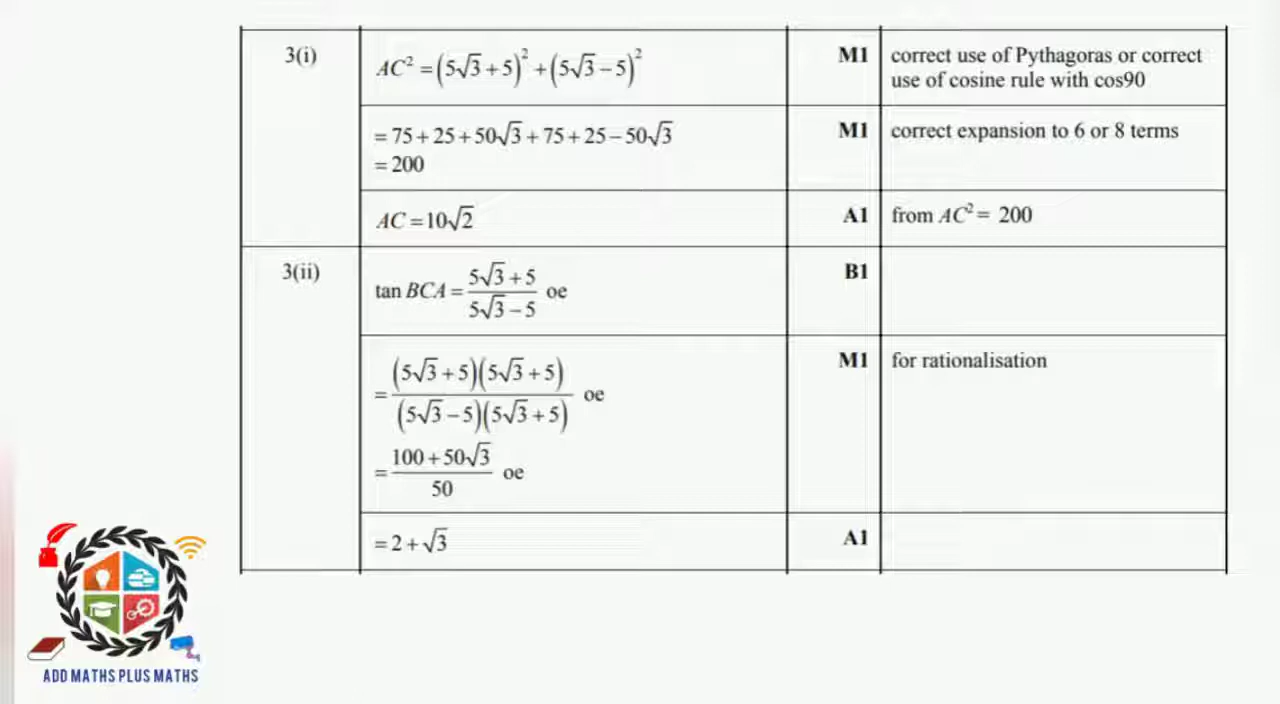 3(i) AC² = (5√3 + 5)² + (5√3 − 5)² M1 correct use of Pythagoras or correct
use of cosine rule with cos90
= 75 + 25 + 50√3 + 75 + 25 − 50√3 M1 correct expansion to 6 or 8 terms
= 200
AC = 10√2 A1 from AC² = 200
3(ii) tan BCA = (5√3 + 5)/(5√3 − 5) oe B1
= (5√3 + 5)(5√3 + 5)/(5√3 − 5)(5√3 + 5) oe M1 for rationalisation
= (100 + 50√3)/50 oe
= 2 + √3 A1
ADD MATHS PLUS MATHS